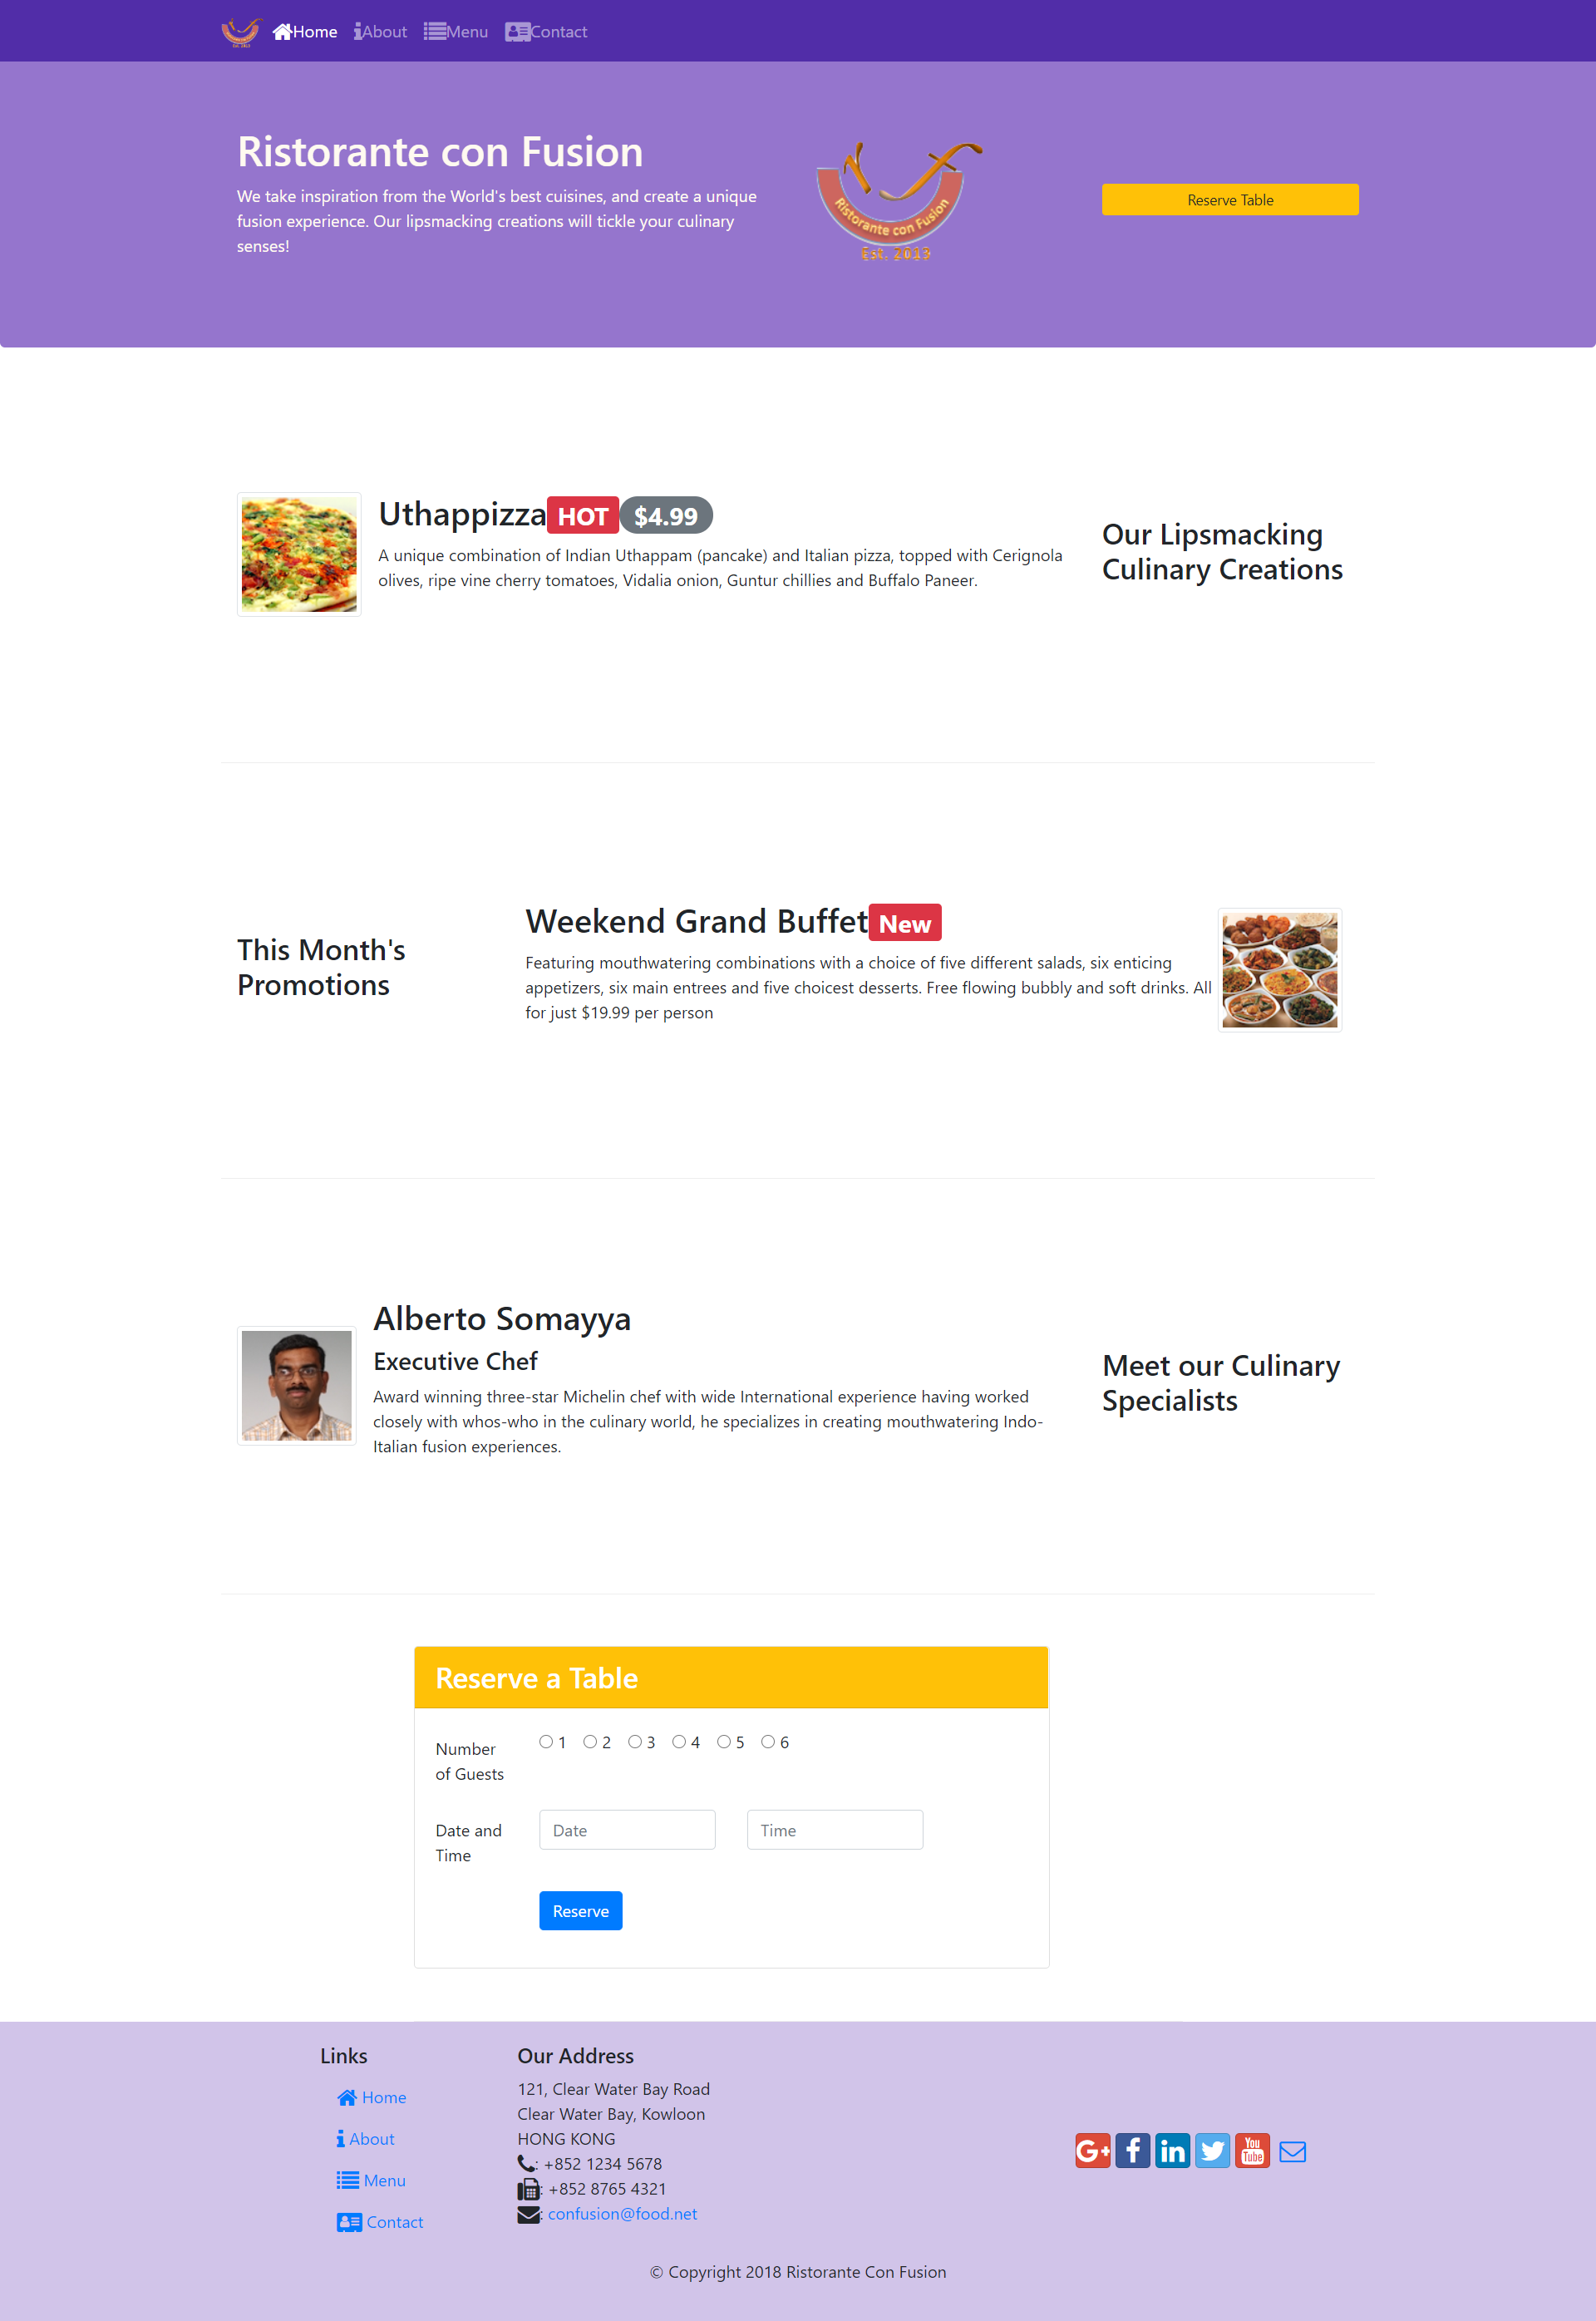 Home About Menu Contact
Ristorante con Fusion
We take inspiration from the World's best cuisines, and create a unique
fusion experience. Our lipsmacking creations will tickle your culinary
senses!
Ristorante con Fusion
Est. 2013
Reserve Table
Uthappizza HOT $4.99
A unique combination of Indian Uthappam (pancake) and Italian pizza, topped with Cerignola
olives, ripe vine cherry tomatoes, Vidalia onion, Guntur chillies and Buffalo Paneer.
Our Lipsmacking
Culinary Creations
This Month's
Promotions
Weekend Grand Buffet New
Featuring mouthwatering combinations with a choice of five different salads, six enticing
appetizers, six main entrees and five choicest desserts. Free flowing bubbly and soft drinks. All
for just $19.99 per person
Alberto Somayya
Executive Chef
Award winning three-star Michelin chef with wide International experience having worked
closely with whos-who in the culinary world, he specializes in creating mouthwatering Indo-
Italian fusion experiences.
Meet our Culinary
Specialists
Reserve a Table
Number
of Guests
1 2 3 4 5 6
Date and
Time
Date
Time
Reserve
Links
Home
About
Menu
Contact
Our Address
121, Clear Water Bay Road
Clear Water Bay, Kowloon
HONG KONG
: +852 1234 5678
: +852 8765 4321
: confusion@food.net
G+ f in You Tube
© Copyright 2018 Ristorante Con Fusion